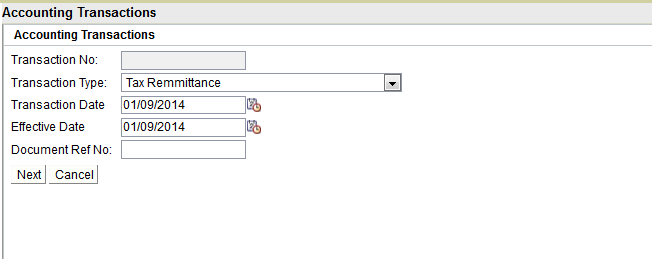 Accounting Transactions
Accounting Transactions
Transaction No:
Transaction Type: Tax Remmittance
Transaction Date 01/09/2014
Effective Date 01/09/2014
Document Ref No:
Next Cancel